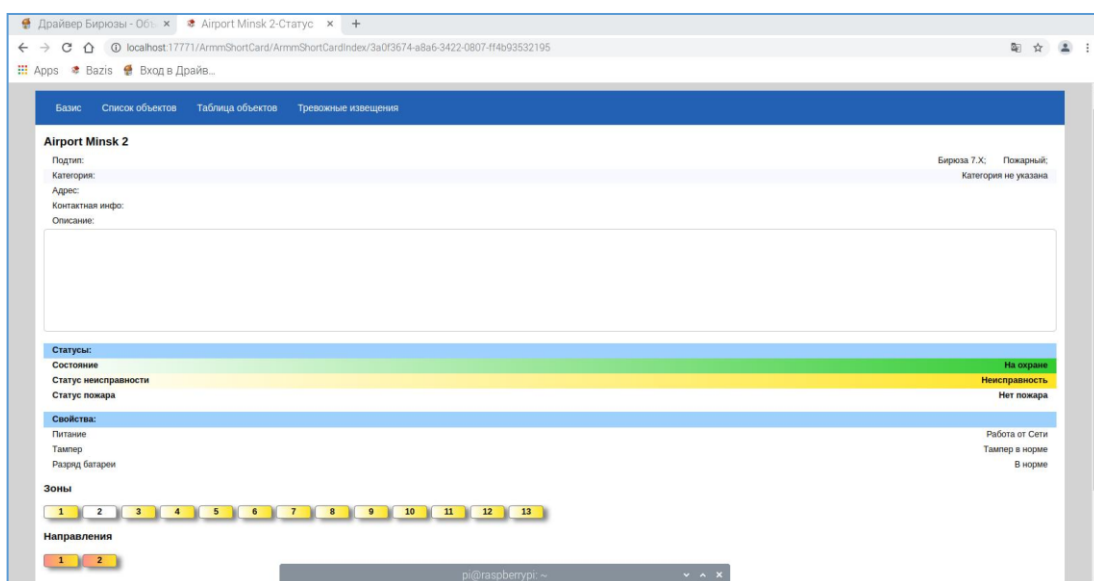 Драйвер Бирюзы - Объ × Airport Minsk 2-Статус × +
localhost:17771/ArmmShortCard/ArmmShortCardIndex/3a0f3674-a8a6-3422-0807-ff4b93532195
Apps Bazis Вход в Драйв...
Базис Список объектов Таблица объектов Тревожные извещения
Airport Minsk 2
Подтип: Бирюза 7.X; Пожарный;
Категория: Категория не указана
Адрес:
Контактная инфо:
Описание:
Статусы:
Состояние На охране
Статус неисправности Неисправность
Статус пожара Нет пожара
Свойства:
Питание Работа от Сети
Тампер Тампер в норме
Разряд батареи В норме
Зоны
1 2 3 4 5 6 7 8 9 10 11 12 13
Направления
1 2
pi@raspberrypi: ~